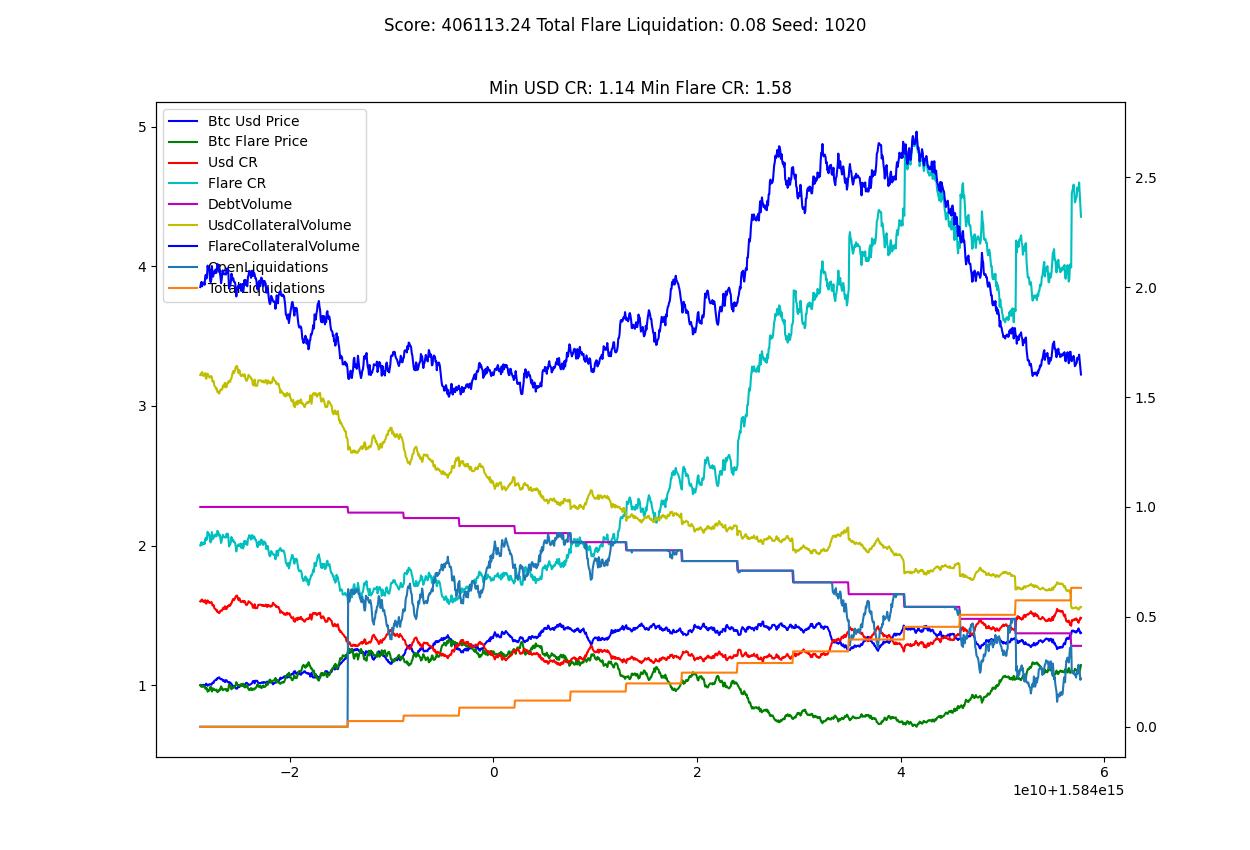 Score: 406113.24 Total Flare Liquidation: 0.08 Seed: 1020
Min USD CR: 1.14 Min Flare CR: 1.58
Btc Usd Price
Btc Flare Price
Usd CR
Flare CR
DebtVolume
UsdCollateralVolume
FlareCollateralVolume
OpenLiquidations
TotalLiquidations
5
4
3
2
1
2.5
2.0
1.5
1.0
0.5
0.0
−2 0 2 4 6
1e10+1.584e15